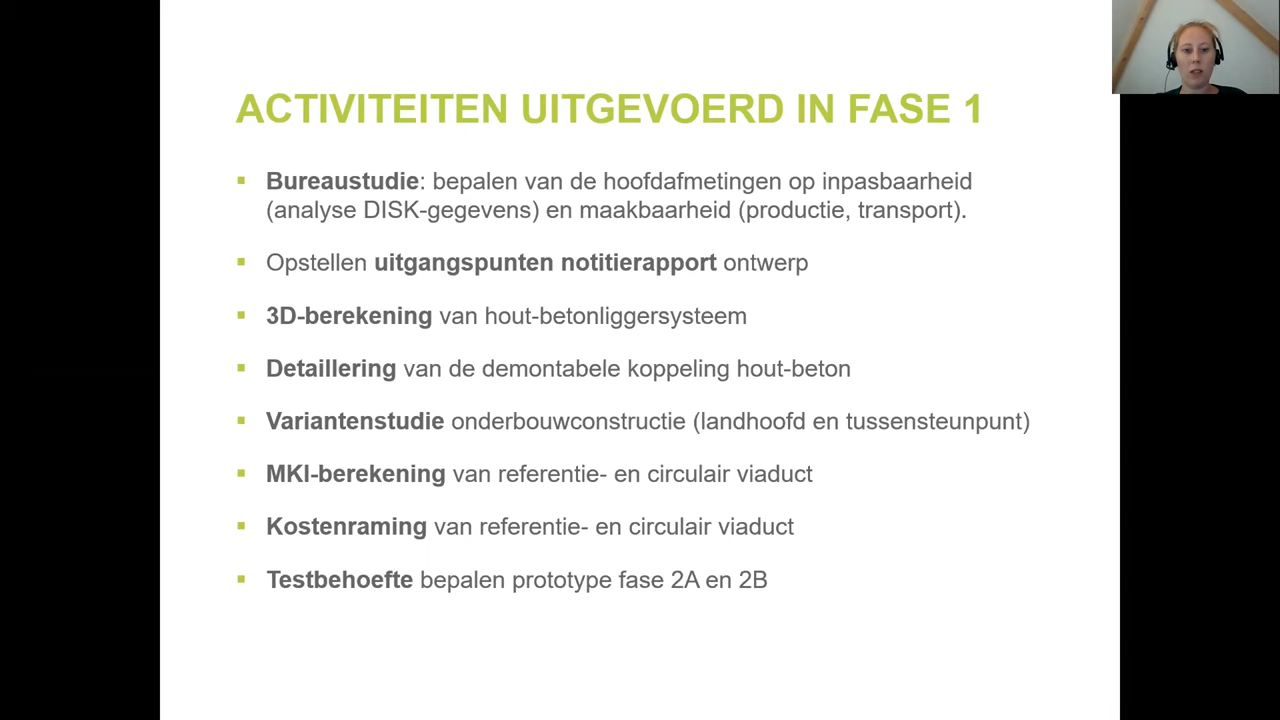 ACTIVITEITEN UITGEVOERD IN FASE 1
▪ Bureaustudie: bepalen van de hoofdafmetingen op inpasbaarheid
(analyse DISK-gegevens) en maakbaarheid (productie, transport).
▪ Opstellen uitgangspunten notitierapport ontwerp
▪ 3D-berekening van hout-betonliggersysteem
▪ Detaillering van de demontabele koppeling hout-beton
▪ Variantenstudie onderbouwconstructie (landhoofd en tussensteunpunt)
▪ MKI-berekening van referentie- en circulair viaduct
▪ Kostenraming van referentie- en circulair viaduct
▪ Testbehoefte bepalen prototype fase 2A en 2B